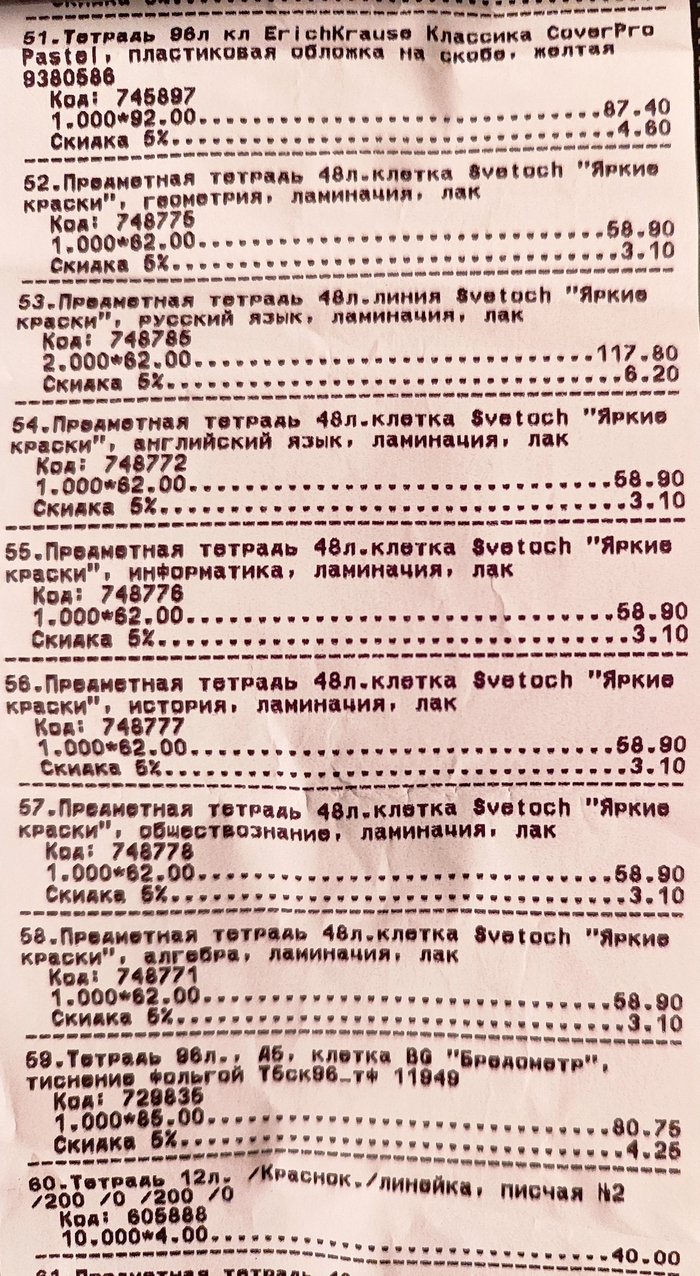 51.Тетрадь 96л кл ErichKrause Классика CoverPro
Pastel, пластиковая обложка на скобе, желтая
9380586
Код: 745897
1.000*92.00...............................87.40
Скидка 5%.................................4.60
52.Предметная тетрадь 48л.клетка Svetoch "Яркие
краски", геометрия, ламинация, лак
Код: 748775
1.000*62.00...............................58.90
Скидка 5%.................................3.10
53.Предметная тетрадь 48л.линия Svetoch "Яркие
краски", русский язык, ламинация, лак
Код: 748785
2.000*62.00..............................117.80
Скидка 5%.................................6.20
54.Предметная тетрадь 48л.клетка Svetoch "Яркие
краски", английский язык, ламинация, лак
Код: 748772
1.000*62.00...............................58.90
Скидка 5%.................................3.10
55.Предметная тетрадь 48л.клетка Svetoch "Яркие
краски", информатика, ламинация, лак
Код: 748776
1.000*62.00...............................58.90
Скидка 5%.................................3.10
56.Предметная тетрадь 48л.клетка Svetoch "Яркие
краски", история, ламинация, лак
Код: 748777
1.000*62.00...............................58.90
Скидка 5%.................................3.10
57.Предметная тетрадь 48л.клетка Svetoch "Яркие
краски", обществознание, ламинация, лак
Код: 748778
1.000*62.00...............................58.90
Скидка 5%.................................3.10
58.Предметная тетрадь 48л.клетка Svetoch "Яркие
краски", алгебра, ламинация, лак
Код: 748771
1.000*62.00...............................58.90
Скидка 5%.................................3.10
59.Тетрадь 96л., А5, клетка BG "Бредометр",
тиснение фольгой Т5ск96_тф 11949
Код: 729835
1.000*85.00...............................80.75
Скидка 5%.................................4.25
60.Тетрадь 12л. /Краснок./линейка, писчая №2
/200 /0 /200 /0
Код: 605888
10.000*4.00...............................40.00